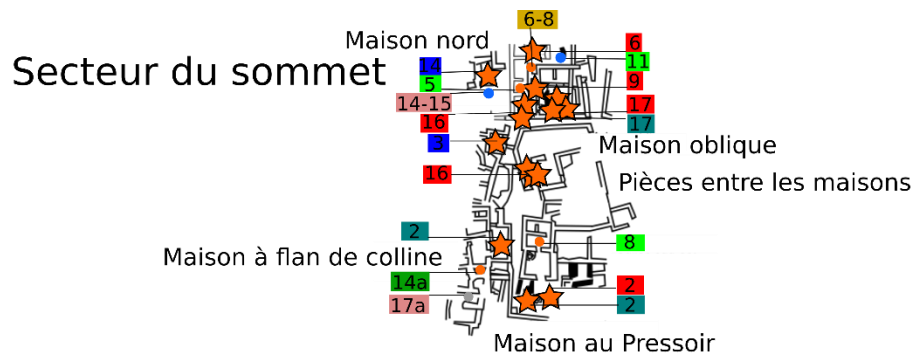 6-8
Maison nord
6
Secteur du sommet
14
11
5
9
14-15
17
16
17
3
Maison oblique
16
Pièces entre les maisons
2
8
Maison à flan de colline
14a
2
17a
2
Maison au Pressoir